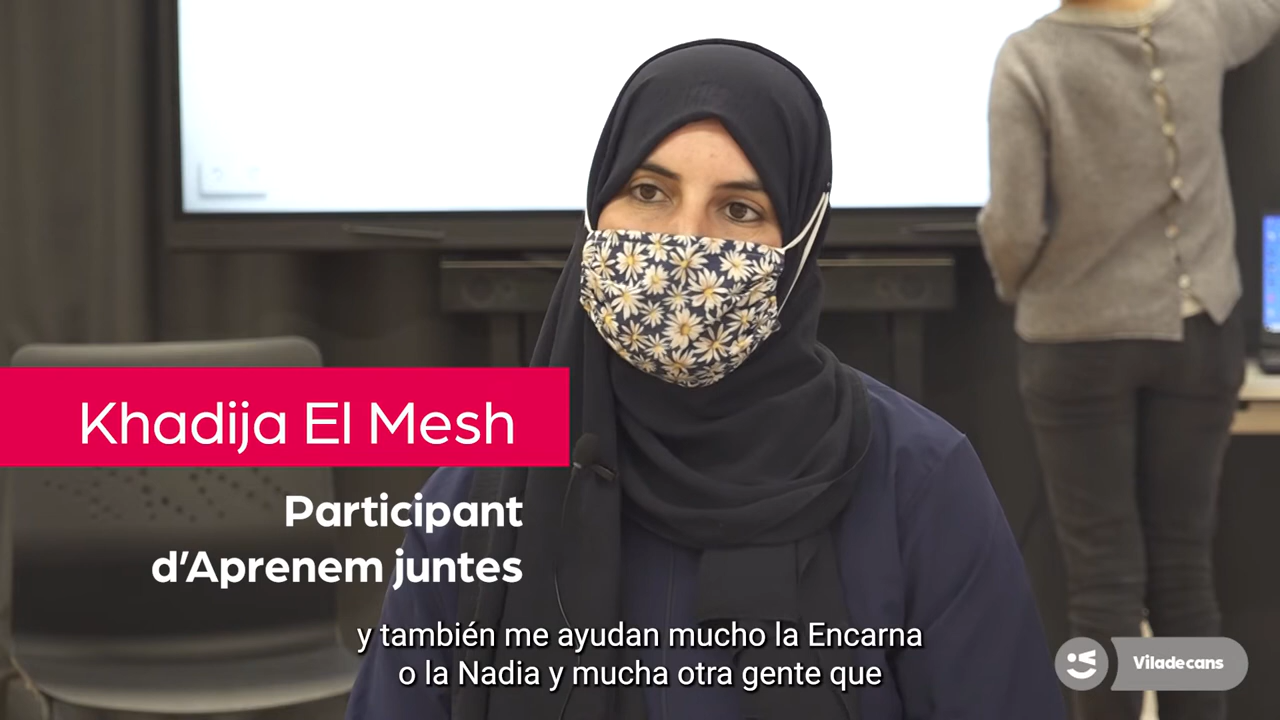 Khadija El Mesh
Participant
d'Aprenem juntes
y también me ayudan mucho la Encarna
o la Nadia y mucha otra gente que
Viladecans